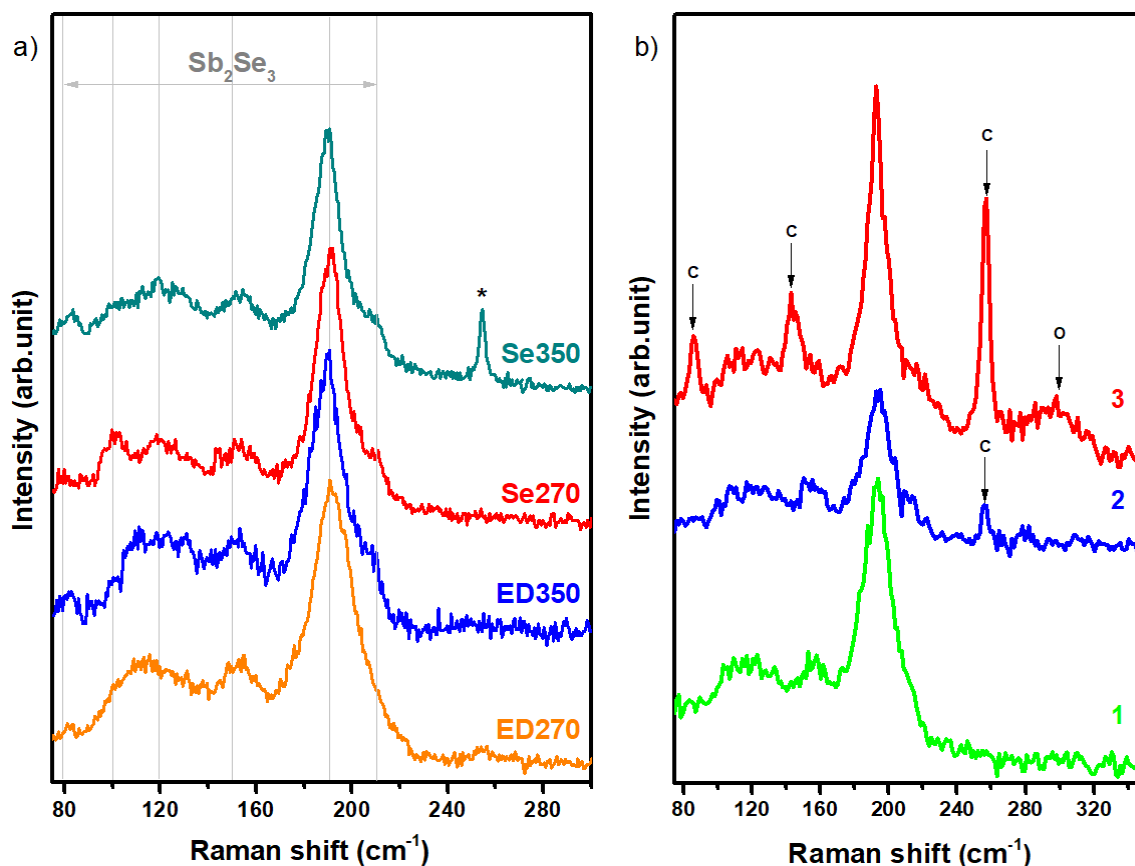 a)
Sb2Se3
*
Se350
Se270
ED350
ED270
Intensity (arb.unit)
80 120 160 200 240 280
Raman shift (cm-1)
b)
C
C
C
O
3
C
2
1
Intensity (arb.unit)
80 120 160 200 240 280 320
Raman shift (cm-1)